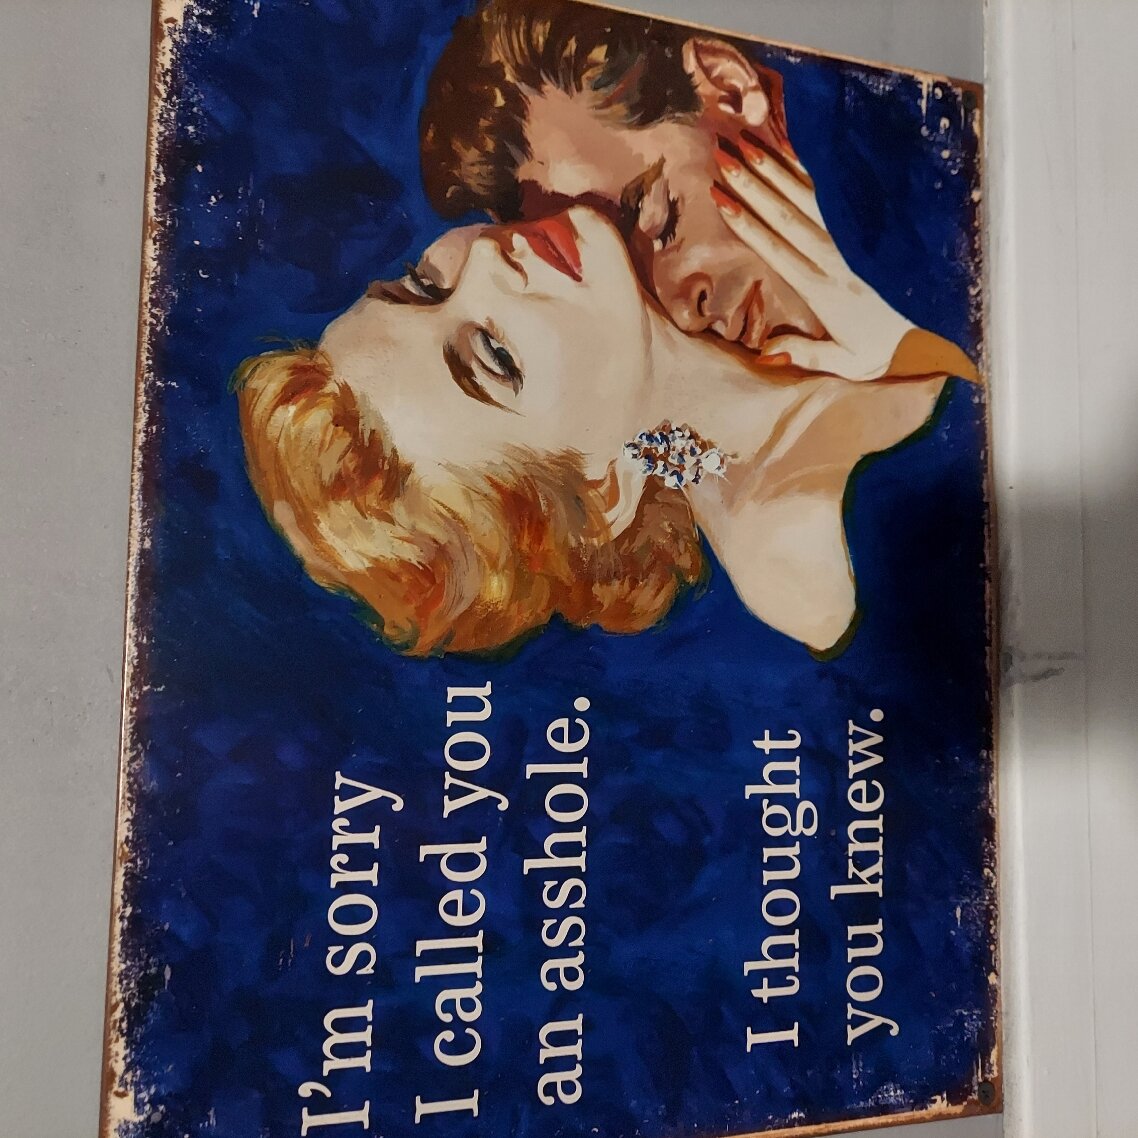 I'm sorry
I called you
an asshole.
I thought
you knew.